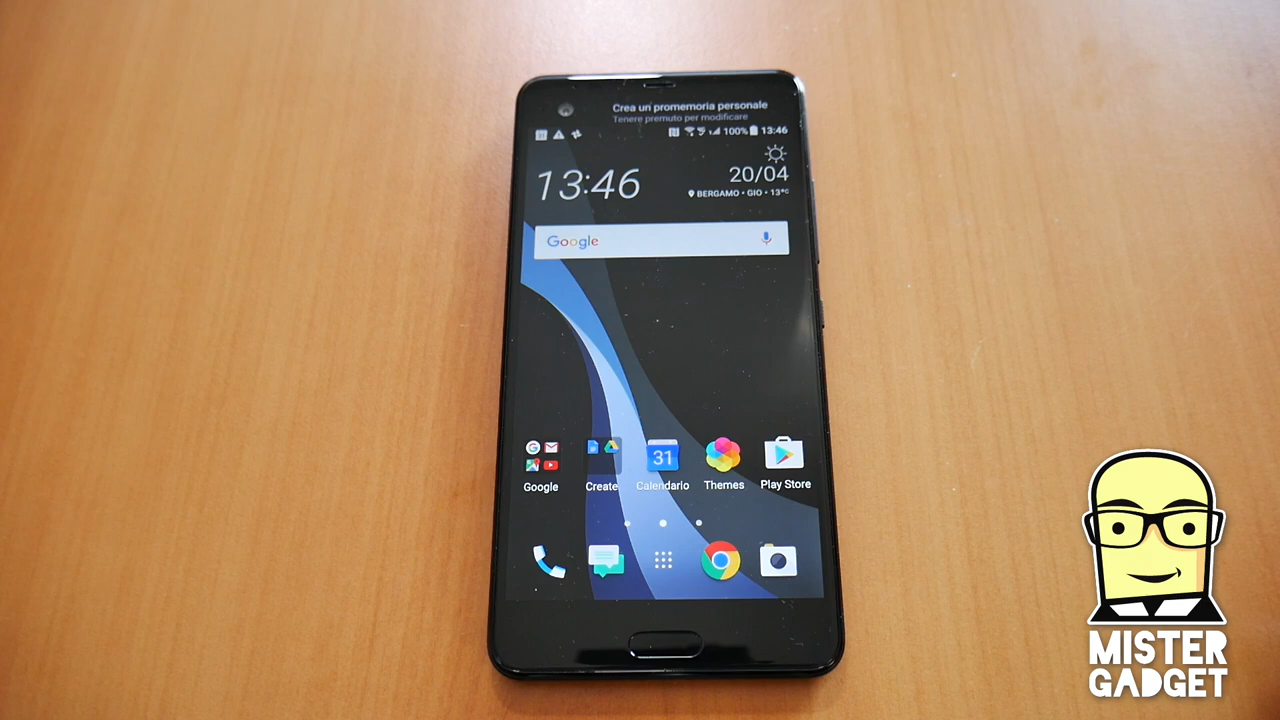 Crea un promemoria personale
Tenere premuto per modificare
31
100% 13:46
13:46
20/04
BERGAMO • GIO • 13°C
Google
31
Google
Create
Calendario
Themes
Play Store
MISTER
GADGET